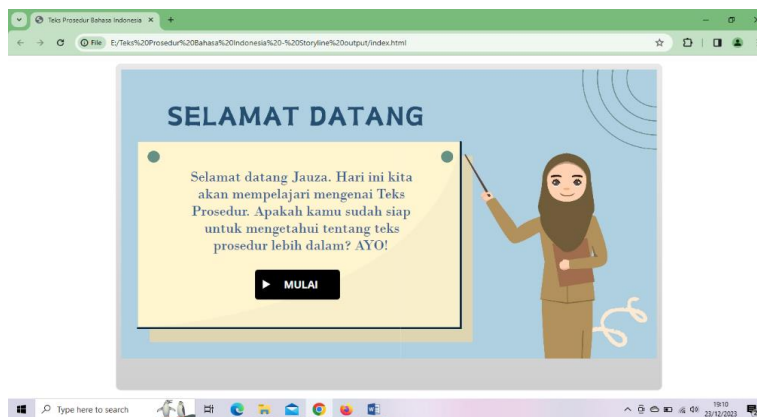 Teks Prosedur Bahasa Indonesia
File E:/Teks%20Prosedur%20Bahasa%20Indonesia%20-%20Storyline%20output/index.html
SELAMAT DATANG
Selamat datang Jauza. Hari ini kita
akan mempelajari mengenai Teks
Prosedur. Apakah kamu sudah siap
untuk mengetahui tentang teks
prosedur lebih dalam? AYO!
MULAI
Type here to search
19:10
23/12/2023